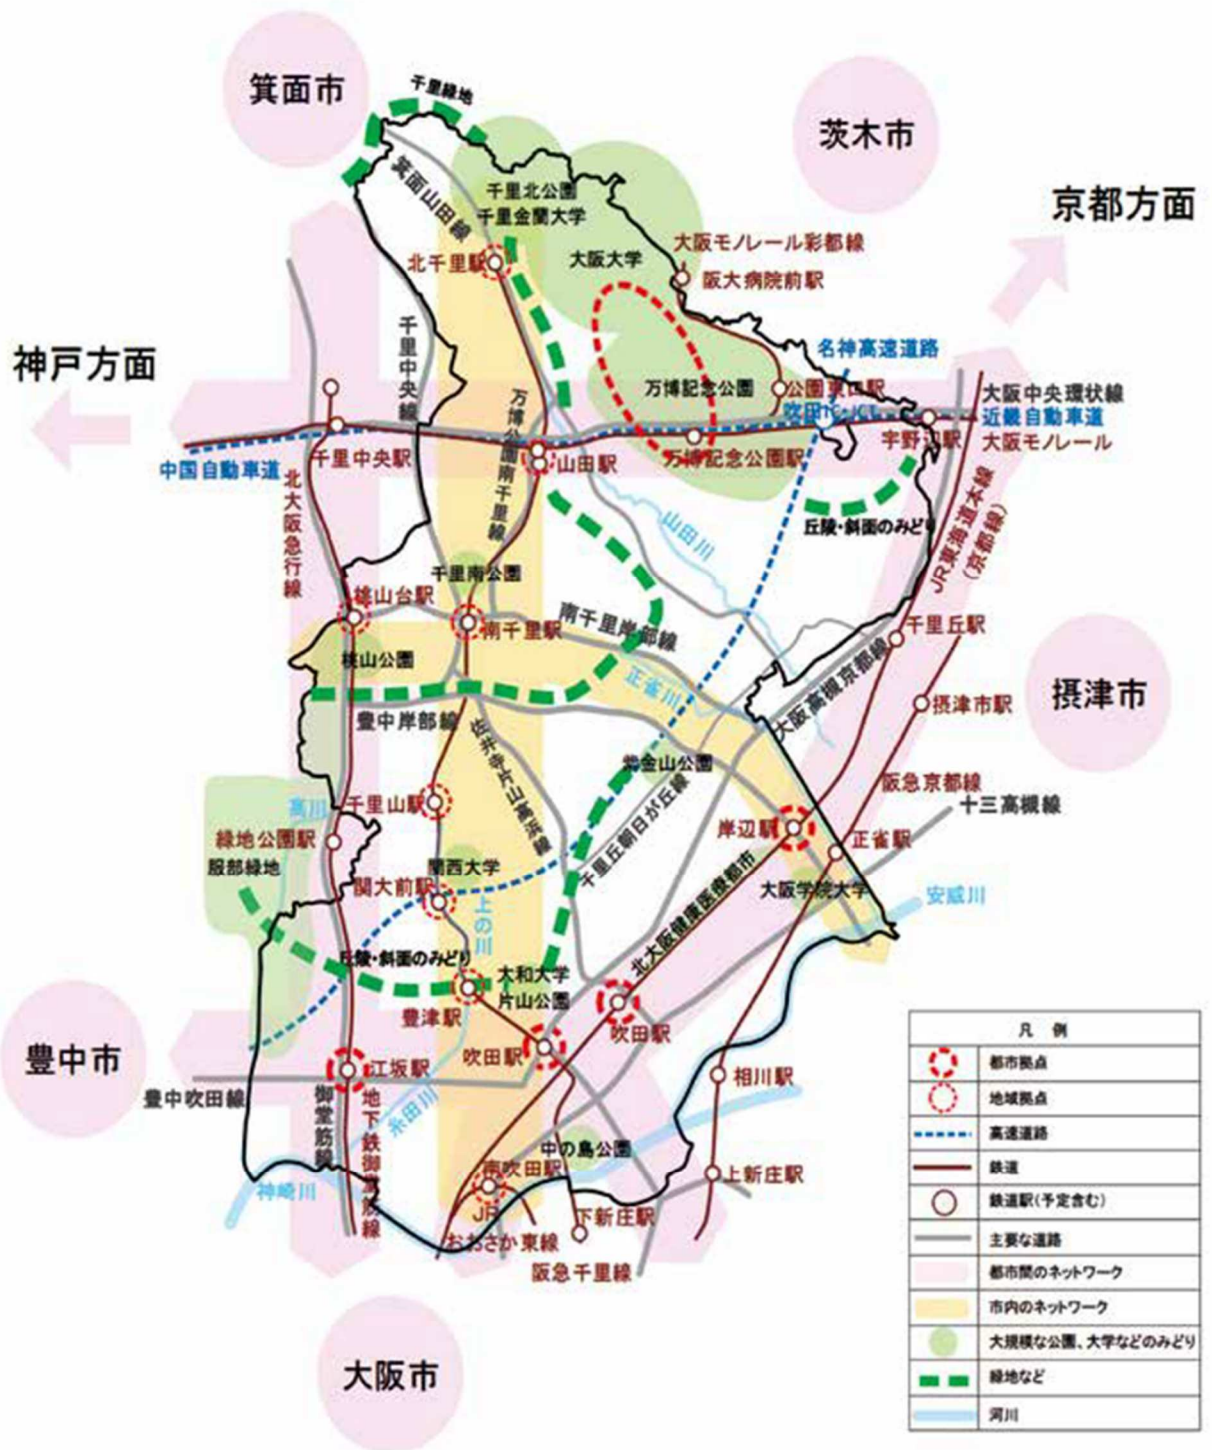 箕面市
千里緑地
茨木市
京都方面
箕面山田線
千里北公園
千里金蘭大学
北千里駅
大阪大学
大阪モノレール彩都線
阪大病院前駅
神戸方面
千里中央線
名神高速道路
万博記念公園
公園東口駅
大阪中央環状線
吹田IC・JCT
近畿自動車道
宇野辺駅
大阪モノレール
中国自動車道
千里中央駅
万博公園南千里線
山田駅
万博記念公園駅
北大阪急行線
山田川
丘陵・斜面のみどり
JR東海道本線
(京都線)
千里南公園
桃山台駅
南千里駅
南千里岸部線
千里丘駅
桃山公園
正雀川
大阪高槻京都線
摂津市駅
摂津市
豊中岸部線
佐井寺片山高浜線
紫金山公園
阪急京都線
十三高槻線
高川
千里山駅
千里丘朝日が丘線
岸辺駅
正雀駅
緑地公園駅
服部緑地
関西大学
関大前駅
北大阪健康医療都市
大阪学院大学
安威川
上の川
丘陵・斜面のみどり
大和大学
片山公園
豊津駅
吹田駅
吹田駅
豊中市
江坂駅
相川駅
豊中吹田線
御堂筋線
地下鉄御堂筋線
糸田川
中の島公園
南吹田駅
上新庄駅
神崎川
JR
おおさか東線
下新庄駅
阪急千里線
大阪市
凡 例
都市拠点
地域拠点
高速道路
鉄道
鉄道駅(予定含む)
主要な道路
都市間のネットワーク
市内のネットワーク
大規模な公園、大学などのみどり
緑地など
河川